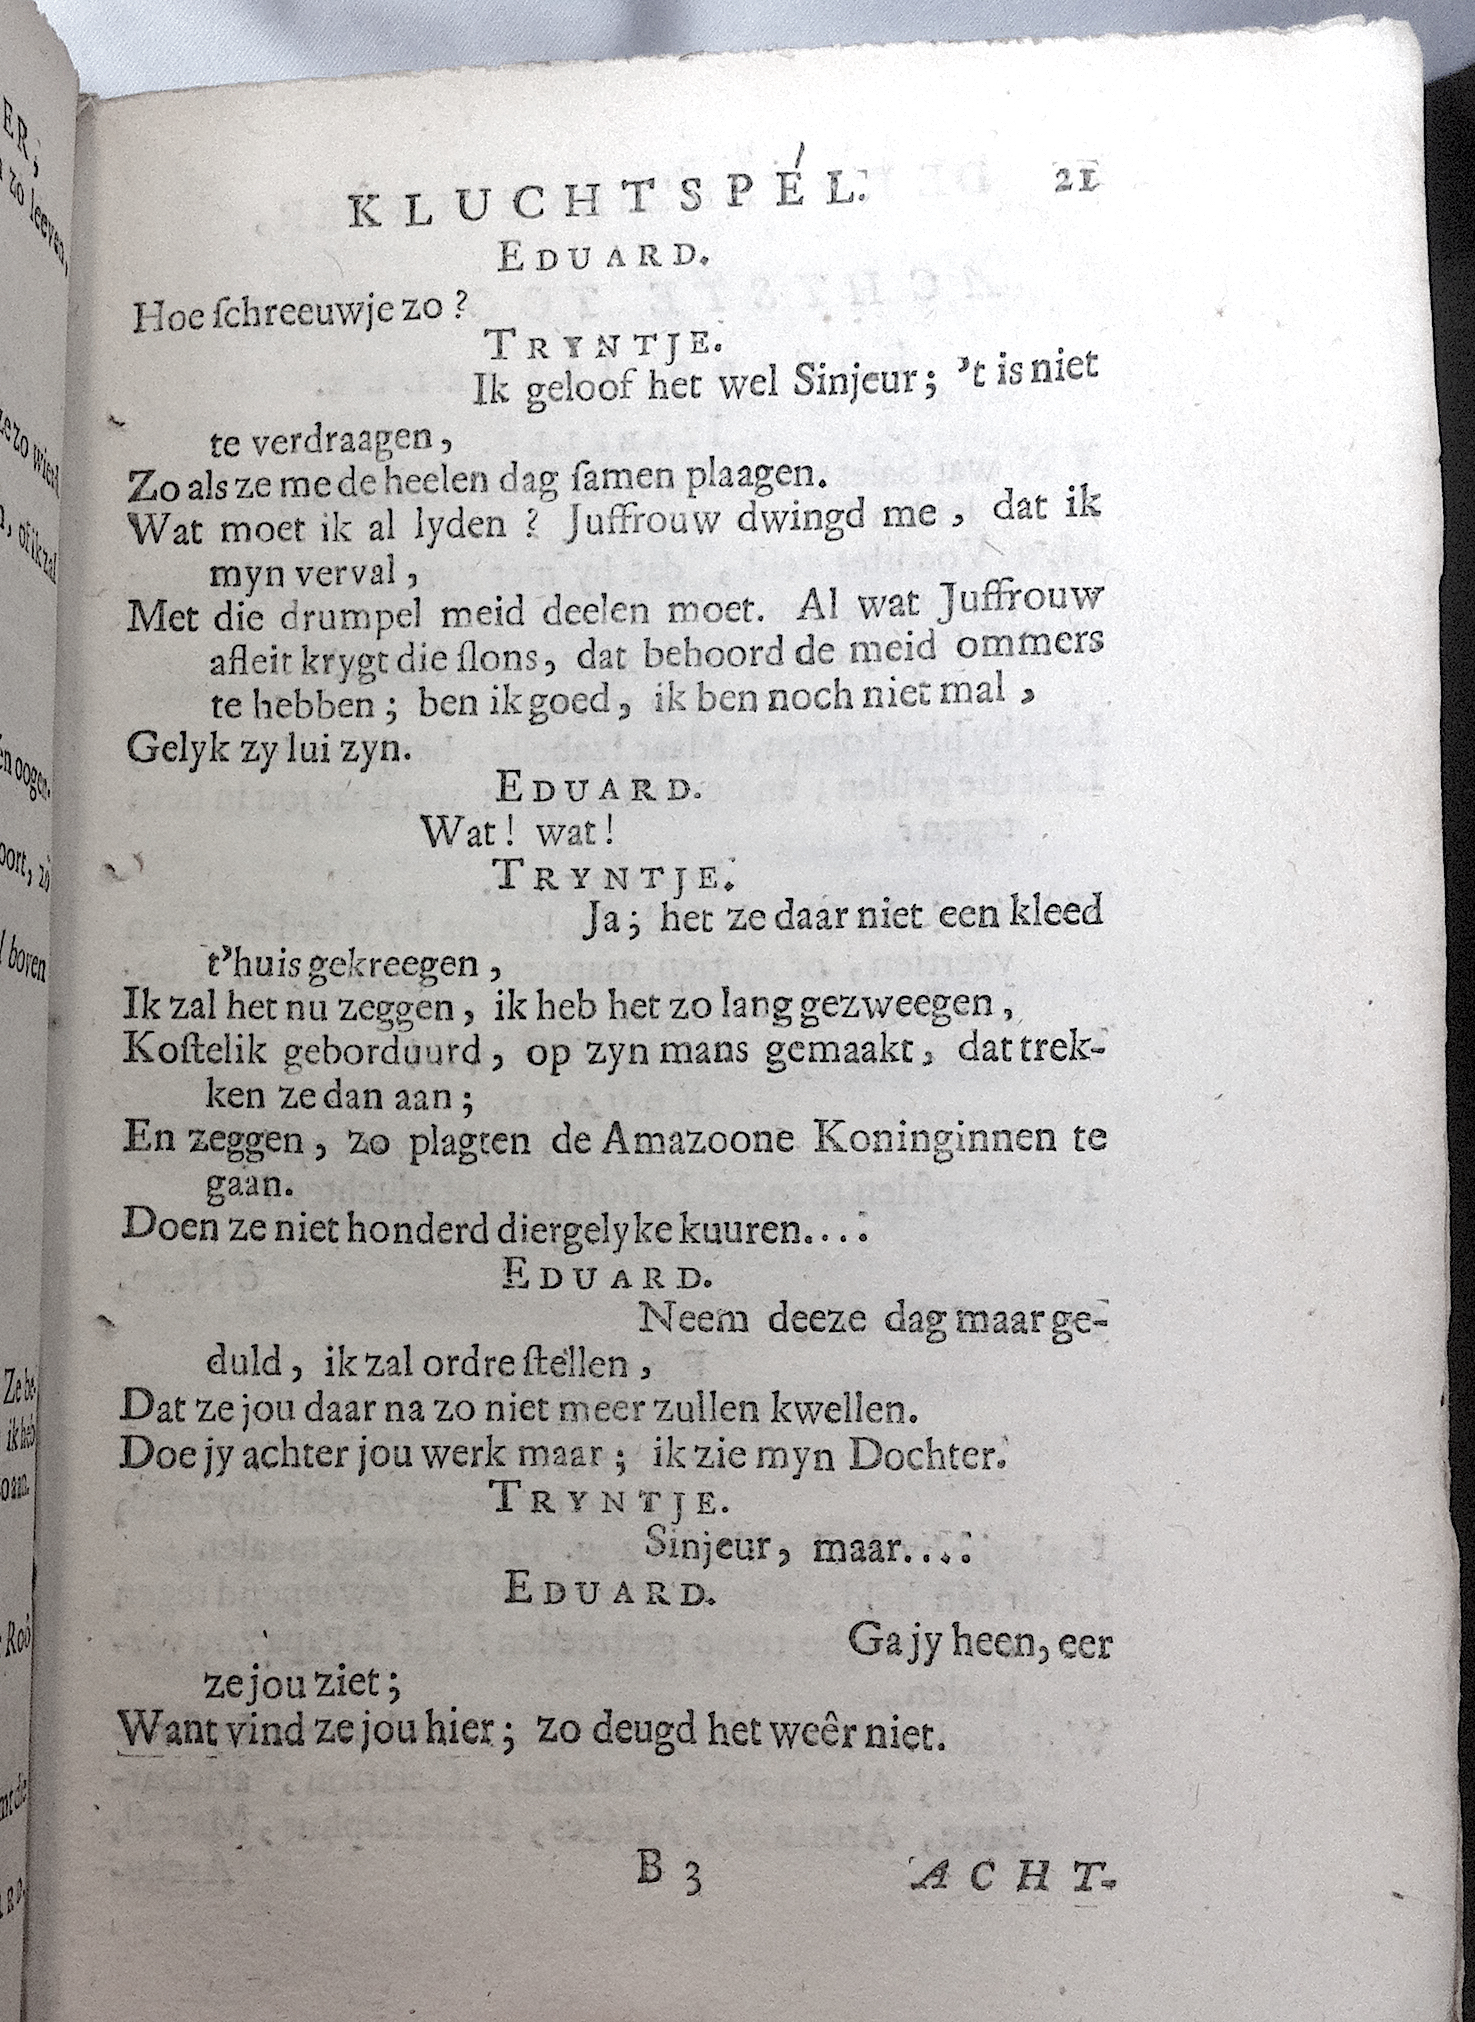 KLUCHTSPÉL. 21
EDUARD.
Hoe ſchreeuwje zo?
TRYNTJE.
Ik geloof het wel Sinjeur; 't is niet
te verdraagen,
Zo als ze me de heelen dag ſamen plaagen.
Wat moet ik al lyden? Juffrouw dwingd me, dat ik
myn verval,
Met die drumpel meid deelen moet. Al wat Juffrouw
afleit krygt die ſlons, dat behoord de meid ommers
te hebben; ben ik goed, ik ben noch niet mal,
Gelyk zy lui zyn.
EDUARD.
Wat! wat!
TRYNTJE.
Ja; het ze daar niet een kleed
t'huis gekreegen,
Ik zal het nu zeggen, ik heb het zo lang gezweegen,
Koſtelik geborduurd, op zyn mans gemaakt, dat trek-
ken ze dan aan;
En zeggen, zo plagten de Amazoone Koninginnen te
gaan.
Doen ze niet honderd diergelyke kuuren....
EDUARD.
Neem deeze dag maar ge-
duld, ik zal ordre ſtellen,
Dat ze jou daar na zo niet meer zullen kwellen.
Doe jy achter jou werk maar; ik zie myn Dochter.
TRYNTJE.
Sinjeur, maar....
EDUARD.
Ga jy heen, eer
ze jou ziet;
Want vind ze jou hier; zo deugd het weêr niet.
B 3 ACHT-